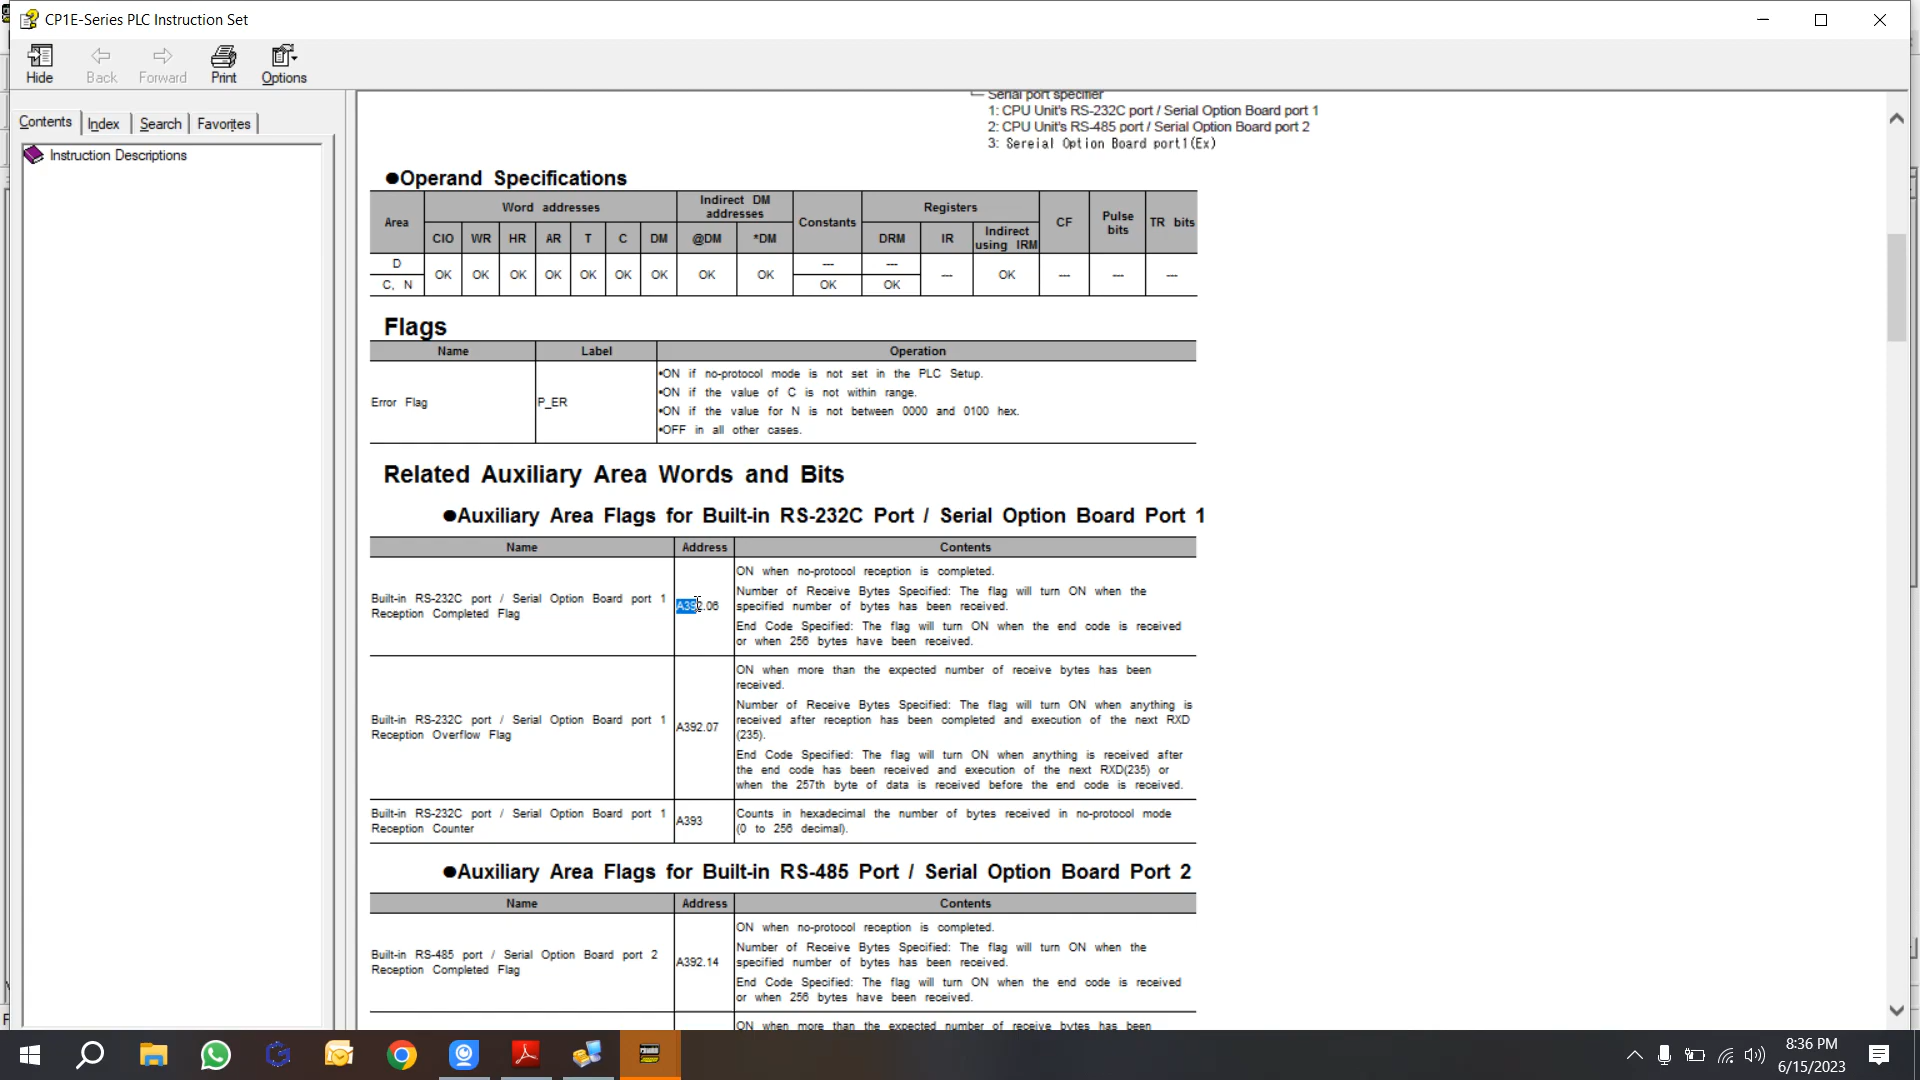 CP1E-Series PLC Instruction Set
Hide Back Forward Print Options
Contents Index Search Favorites
Instruction Descriptions
Serial port specifier
1: CPU Unit's RS-232C port / Serial Option Board port 1
2: CPU Unit's RS-485 port / Serial Option Board port 2
3: Sereial Option Board port1(Ex)
●Operand Specifications
Area Word addresses Indirect DM addresses Constants Registers CF Pulse bits TR bits
CIO WR HR AR T C DM @DM *DM DRM IR Indirect using IRM
D OK OK OK OK OK OK OK OK OK --- --- --- OK --- --- ---
C, N OK OK
Flags
Name Label Operation
Error Flag P_ER
•ON if no-protocol mode is not set in the PLC Setup.
•ON if the value of C is not within range.
•ON if the value for N is not between 0000 and 0100 hex.
•OFF in all other cases.
Related Auxiliary Area Words and Bits
●Auxiliary Area Flags for Built-in RS-232C Port / Serial Option Board Port 1
Name Address Contents
Built-in RS-232C port / Serial Option Board port 1
Reception Completed Flag
A392.06
ON when no-protocol reception is completed.
Number of Receive Bytes Specified: The flag will turn ON when the
specified number of bytes has been received.
End Code Specified: The flag will turn ON when the end code is received
or when 256 bytes have been received.
Built-in RS-232C port / Serial Option Board port 1
Reception Overflow Flag
A392.07
ON when more than the expected number of receive bytes has been
received.
Number of Receive Bytes Specified: The flag will turn ON when anything is
received after reception has been completed and execution of the next RXD
(235).
End Code Specified: The flag will turn ON when anything is received after
the end code has been received and execution of the next RXD(235) or
when the 257th byte of data is received before the end code is received.
Built-in RS-232C port / Serial Option Board port 1
Reception Counter
A393
Counts in hexadecimal the number of bytes received in no-protocol mode
(0 to 256 decimal).
●Auxiliary Area Flags for Built-in RS-485 Port / Serial Option Board Port 2
Name Address Contents
Built-in RS-485 port / Serial Option Board port 2
Reception Completed Flag
A392.14
ON when no-protocol reception is completed.
Number of Receive Bytes Specified: The flag will turn ON when the
specified number of bytes has been received.
End Code Specified: The flag will turn ON when the end code is received
or when 256 bytes have been received.
ON when more than the expected number of receive bytes has been
8:36 PM
6/15/2023